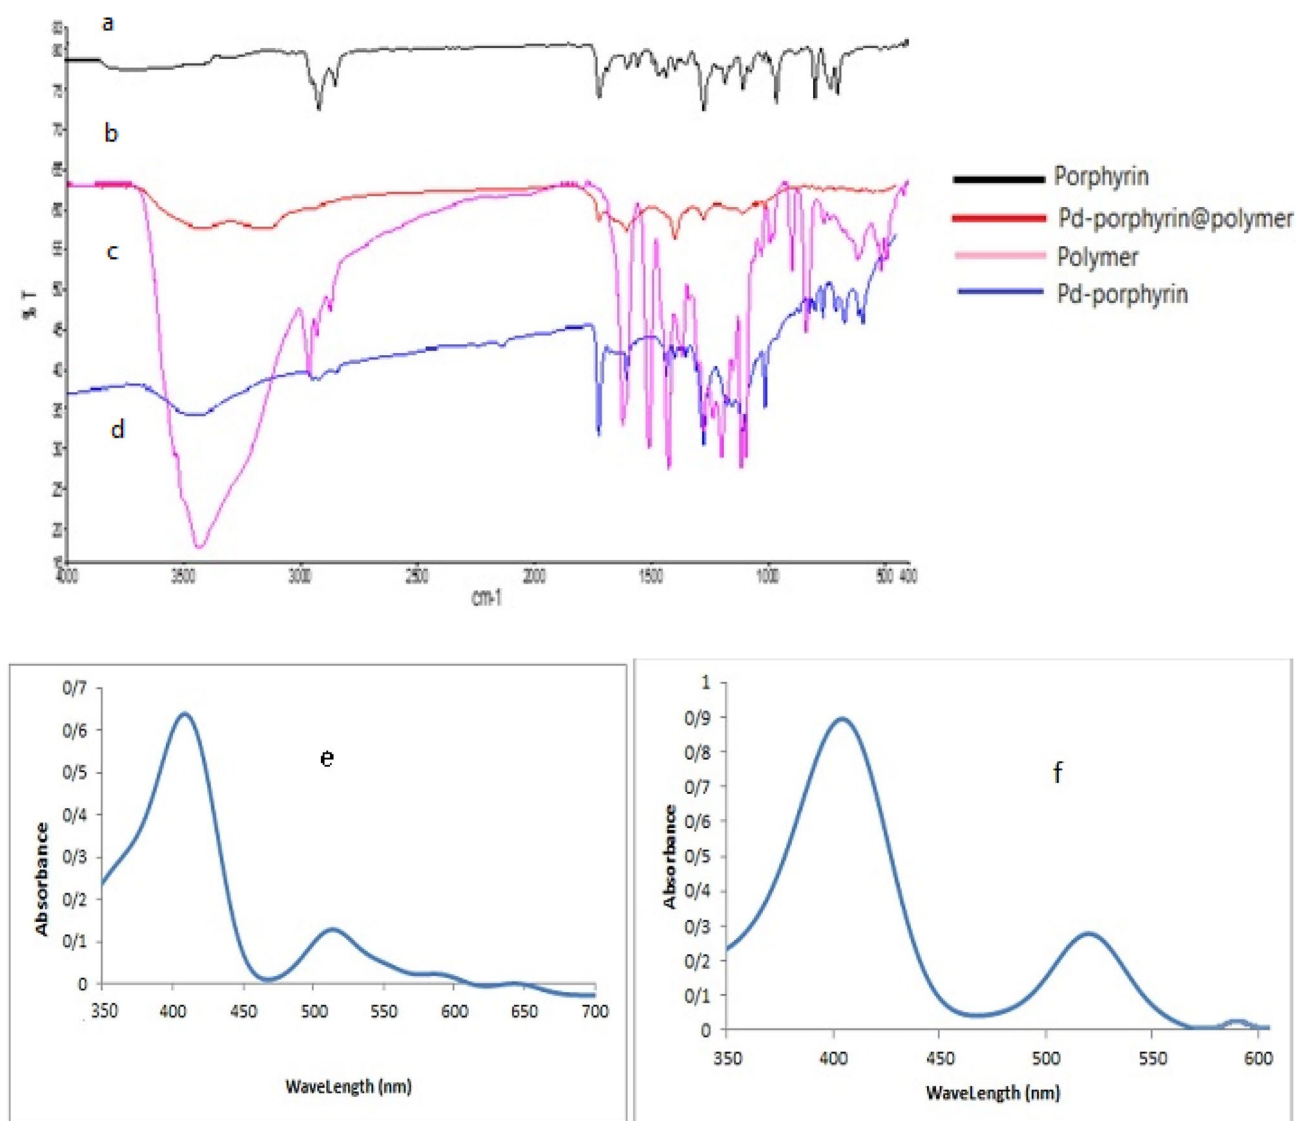 a
b
c
d
% T
4000 3500 3000 2500 2000 1500 1000 500 400
cm-1
Porphyrin
Pd-porphyrin@polymer
Polymer
Pd-porphyrin
e
0/7
0/6
0/5
0/4
0/3
0/2
0/1
0
350 400 450 500 550 600 650 700
Absorbance
WaveLength (nm)
f
1
0/9
0/8
0/7
0/6
0/5
0/4
0/3
0/2
0/1
0
350 400 450 500 550 600
Absorbance
WaveLength (nm)